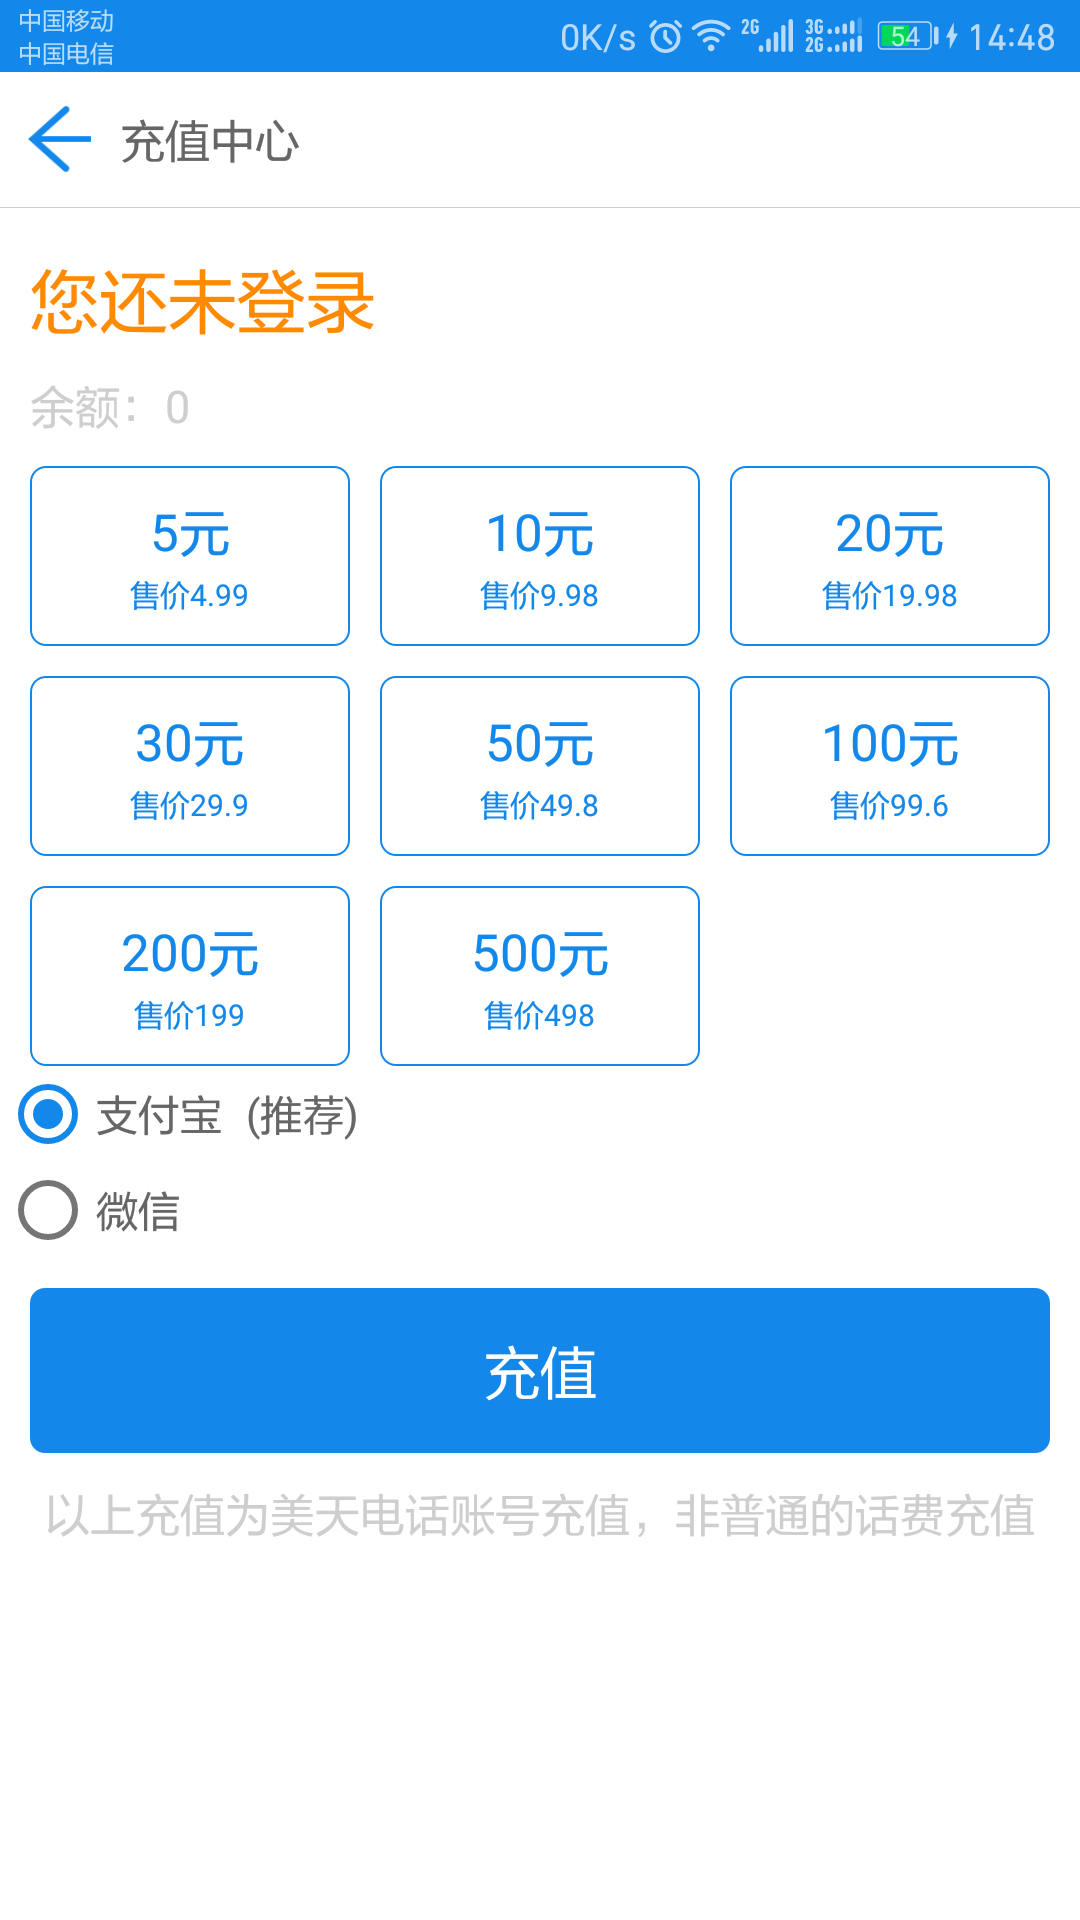 中国移动
中国电信
0K/s 2G 3G 2G 54 14:48
充值中心
您还未登录
余额：0
5元 10元 20元
售价4.99 售价9.98 售价19.98
30元 50元 100元
售价29.9 售价49.8 售价99.6
200元 500元
售价199 售价498
支付宝 (推荐)
微信
充值
以上充值为美天电话账号充值，非普通的话费充值